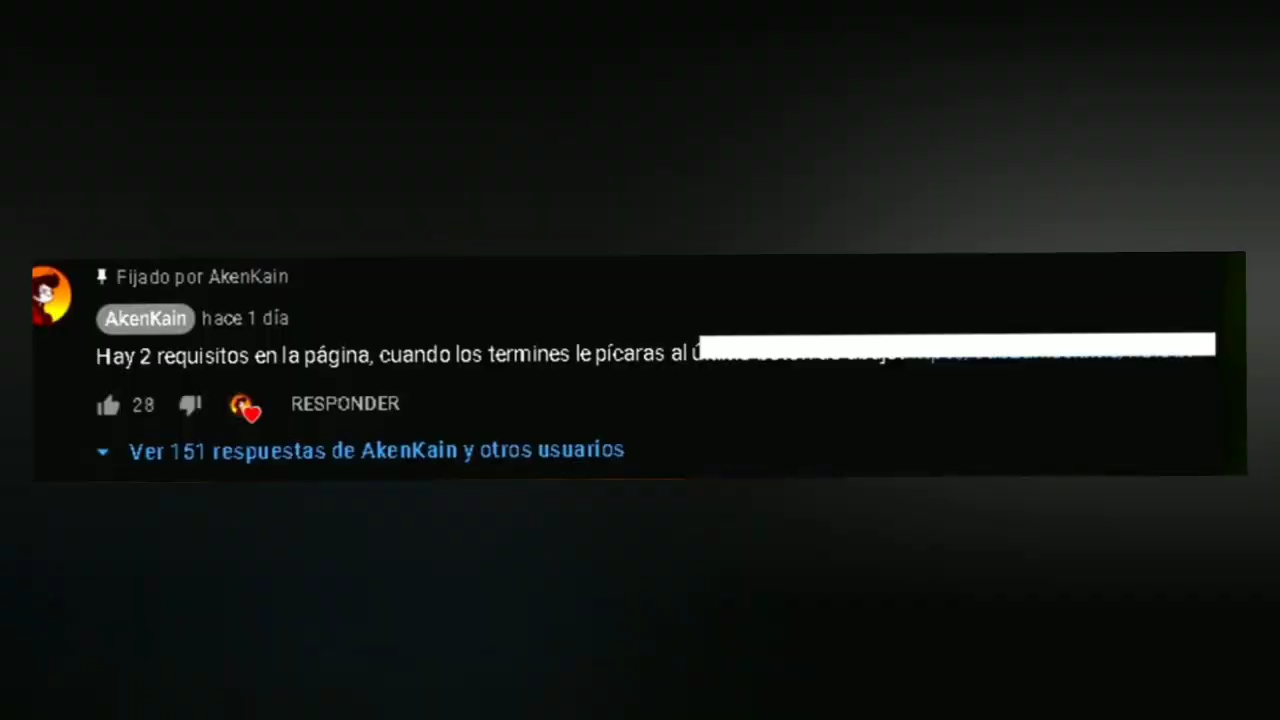 Fijado por AkenKain
AkenKain hace 1 día
Hay 2 requisitos en la página, cuando los termines le pícaras al
28 RESPONDER
Ver 151 respuestas de AkenKain y otros usuarios